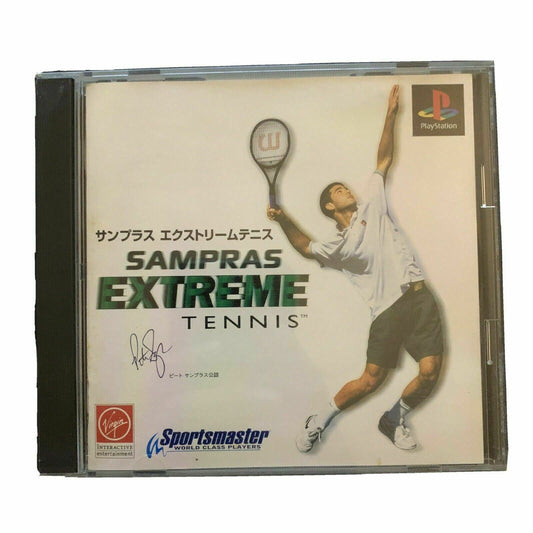 PlayStation
W
サンプラス エクストリームテニス
SAMPRAS
EXTREME
TENNIS™
ピート サンプラス公認
Virgin
INTERACTIVE
entertainment
Sportsmaster
WORLD CLASS PLAYERS